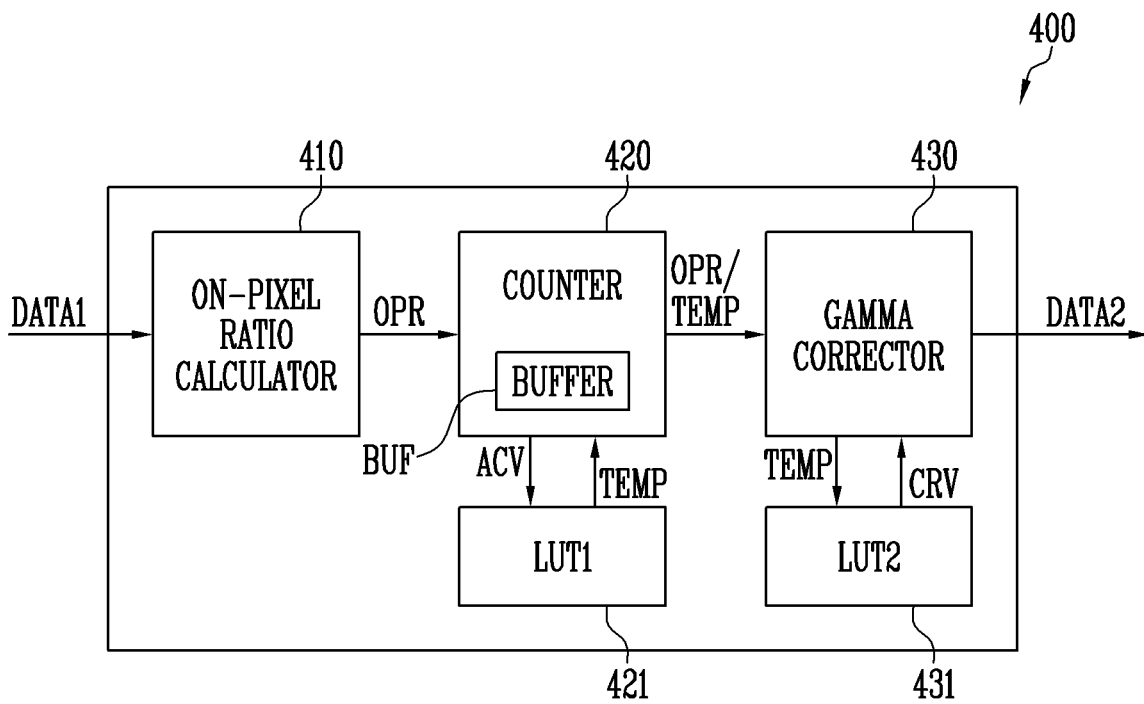 400
410
420
430
DATA1
ON-PIXEL
RATIO
CALCULATOR
OPR
COUNTER
BUFFER
BUF
OPR/
TEMP
GAMMA
CORRECTOR
DATA2
ACV
TEMP
TEMP
CRV
LUT1
LUT2
421
431